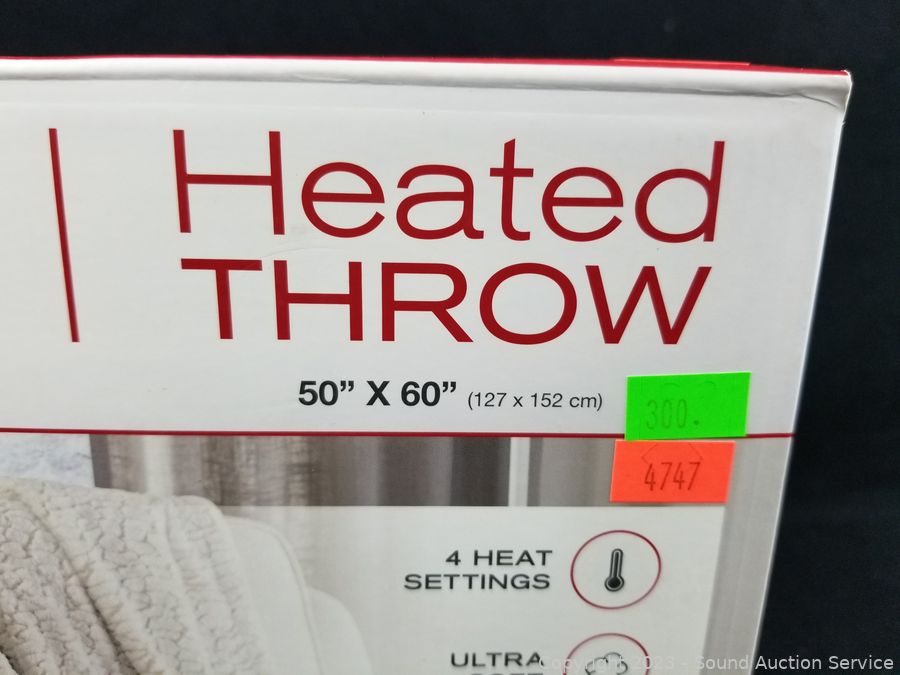 Heated
THROW
50” X 60” (127 x 152 cm)
300.
4747
4 HEAT
SETTINGS
ULTRA
Copyright 2023 - Sound Auction Service